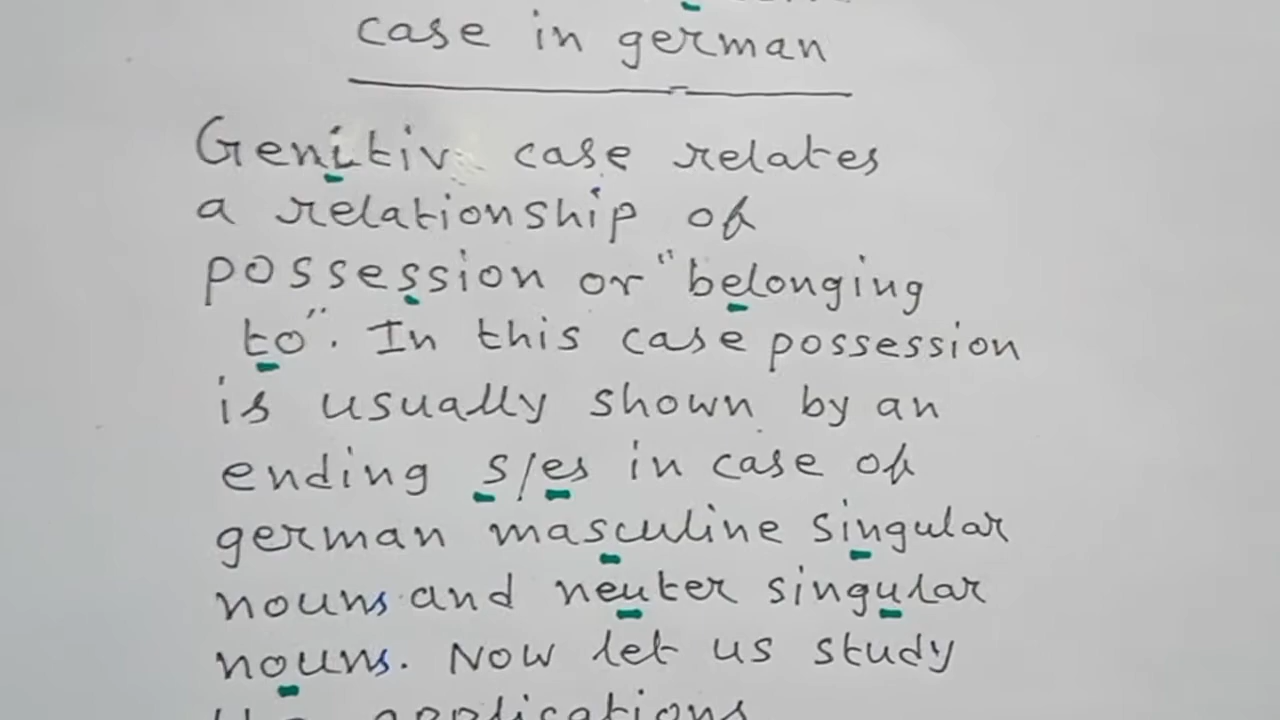 case in german
Genitiv case relates
a relationship of
possession or "belonging
to". In this case possession
is usually shown by an
ending s/es in case of
german masculine singular
nouns and neuter singular
nouns. Now let us study
applications